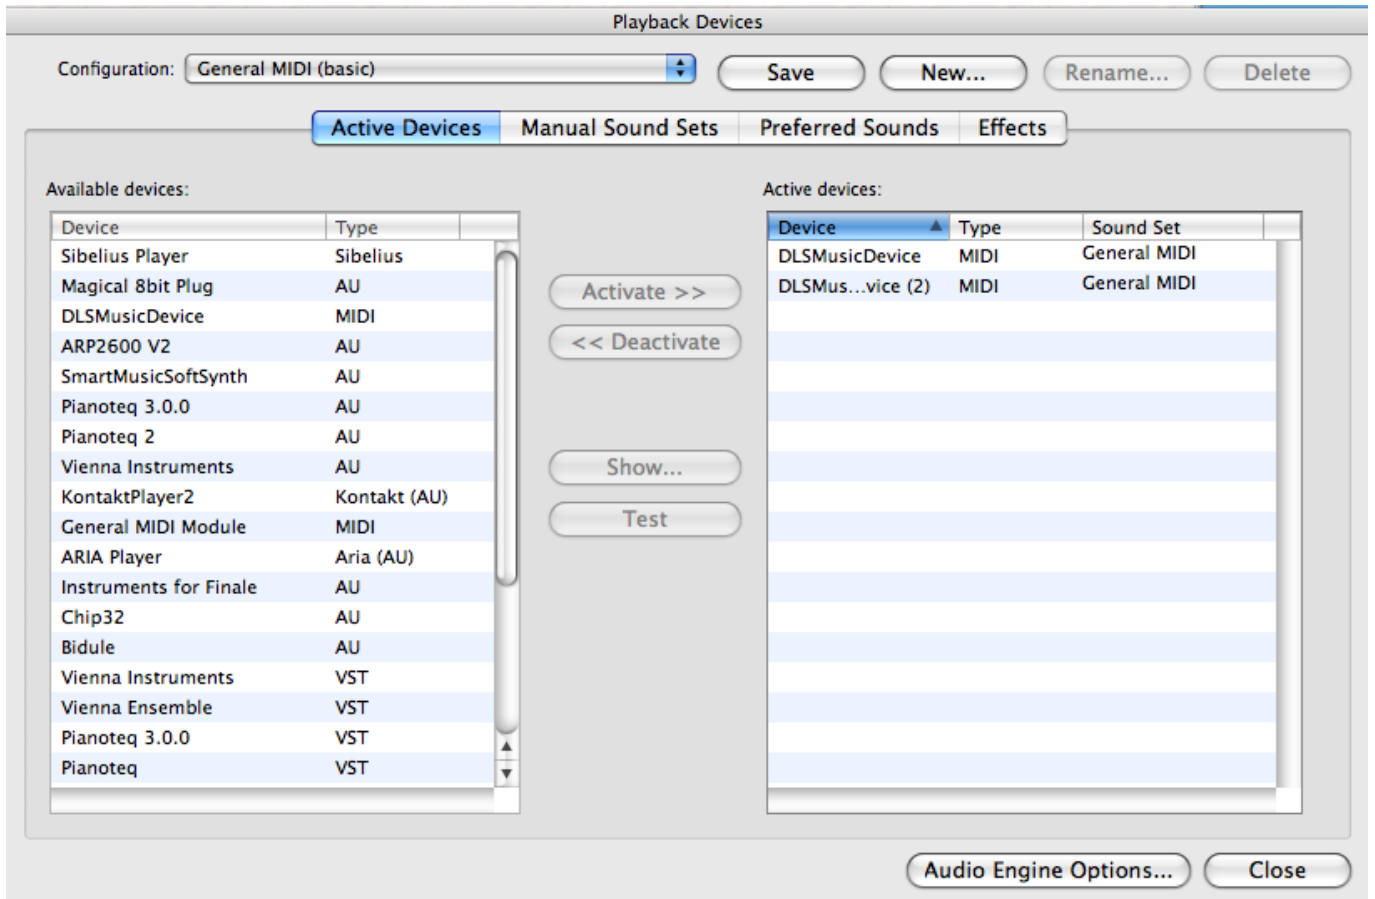 Playback Devices
Configuration: General MIDI (basic) Save New... Rename... Delete
Active Devices Manual Sound Sets Preferred Sounds Effects
Available devices:
Device Type
Sibelius Player Sibelius
Magical 8bit Plug AU
DLSMusicDevice MIDI
ARP2600 V2 AU
SmartMusicSoftSynth AU
Pianoteq 3.0.0 AU
Pianoteq 2 AU
Vienna Instruments AU
KontaktPlayer2 Kontakt (AU)
General MIDI Module MIDI
ARIA Player Aria (AU)
Instruments for Finale AU
Chip32 AU
Bidule AU
Vienna Instruments VST
Vienna Ensemble VST
Pianoteq 3.0.0 VST
Pianoteq VST
Activate >>
<< Deactivate
Show...
Test
Active devices:
Device Type Sound Set
DLSMusicDevice MIDI General MIDI
DLSMus...vice (2) MIDI General MIDI
Audio Engine Options... Close